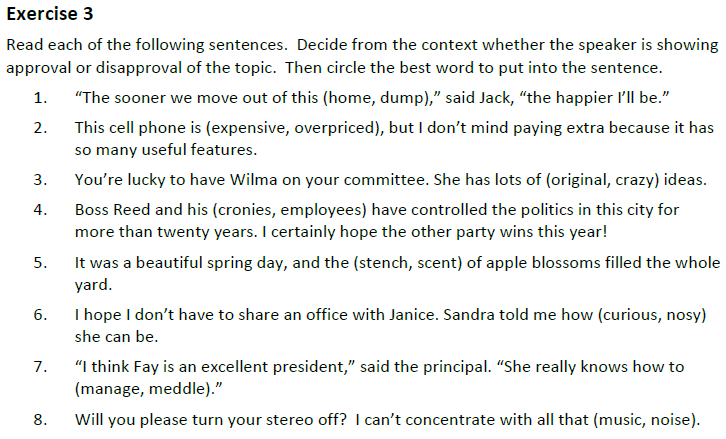 Exercise 3
Read each of the following sentences.  Decide from the context whether the speaker is showing
approval or disapproval of the topic.  Then circle the best word to put into the sentence.
1. “The sooner we move out of this (home, dump),” said Jack, “the happier I’ll be.”
2. This cell phone is (expensive, overpriced), but I don’t mind paying extra because it has
so many useful features.
3. You’re lucky to have Wilma on your committee. She has lots of (original, crazy) ideas.
4. Boss Reed and his (cronies, employees) have controlled the politics in this city for
more than twenty years. I certainly hope the other party wins this year!
5. It was a beautiful spring day, and the (stench, scent) of apple blossoms filled the whole
yard.
6. I hope I don’t have to share an office with Janice. Sandra told me how (curious, nosy)
she can be.
7. “I think Fay is an excellent president,” said the principal. “She really knows how to
(manage, meddle).”
8. Will you please turn your stereo off?  I can’t concentrate with all that (music, noise).